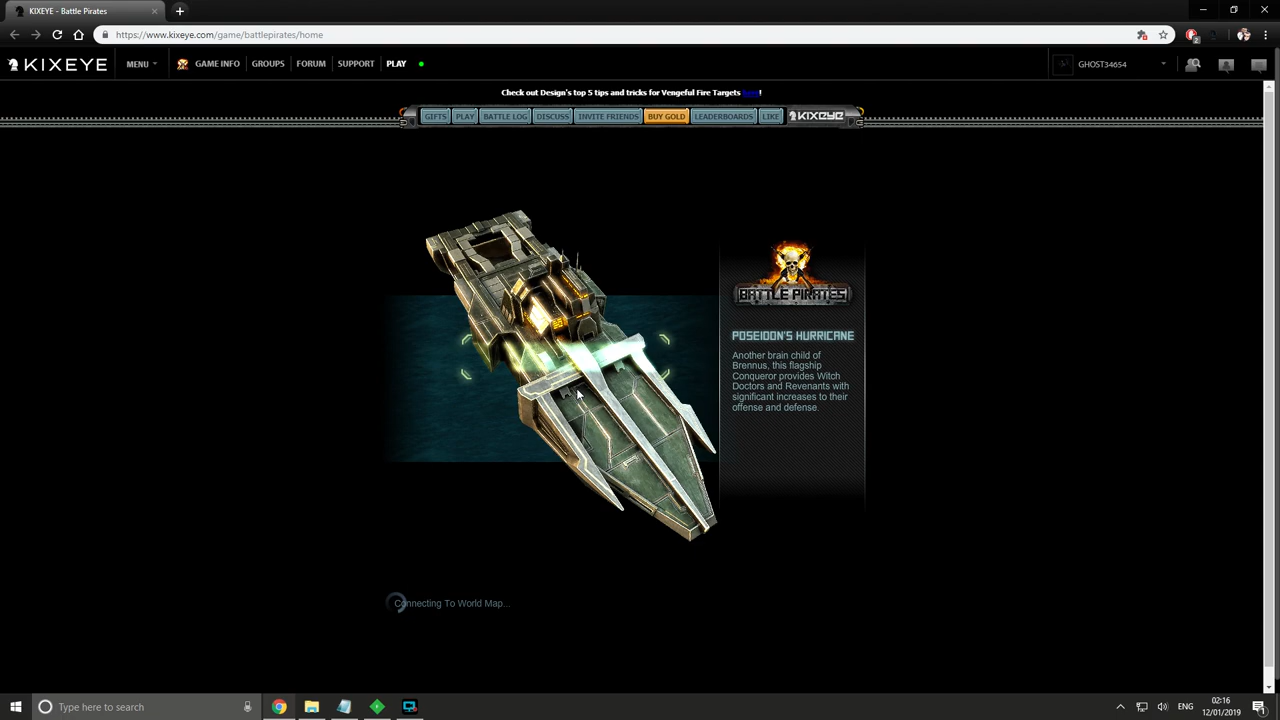 KIXEYE - Battle Pirates
https://www.kixeye.com/game/battlepirates/home
2
KIXEYE
MENU
GAME INFO
GROUPS
FORUM
SUPPORT
PLAY
GHOST34654
Check out Design's top 5 tips and tricks for Vengeful Fire Targets here!
GIFTS
PLAY
BATTLE LOG
DISCUSS
INVITE FRIENDS
BUY GOLD
LEADERBOARDS
LIKE
KIXEYE
BATTLE PIRATES
POSEIDON'S HURRICANE
Another brain child of
Brennus, this flagship
Conqueror provides Witch
Doctors and Revenants with
significant increases to their
offense and defense.
Connecting To World Map...
Type here to search
ENG
02:16
12/01/2019
1